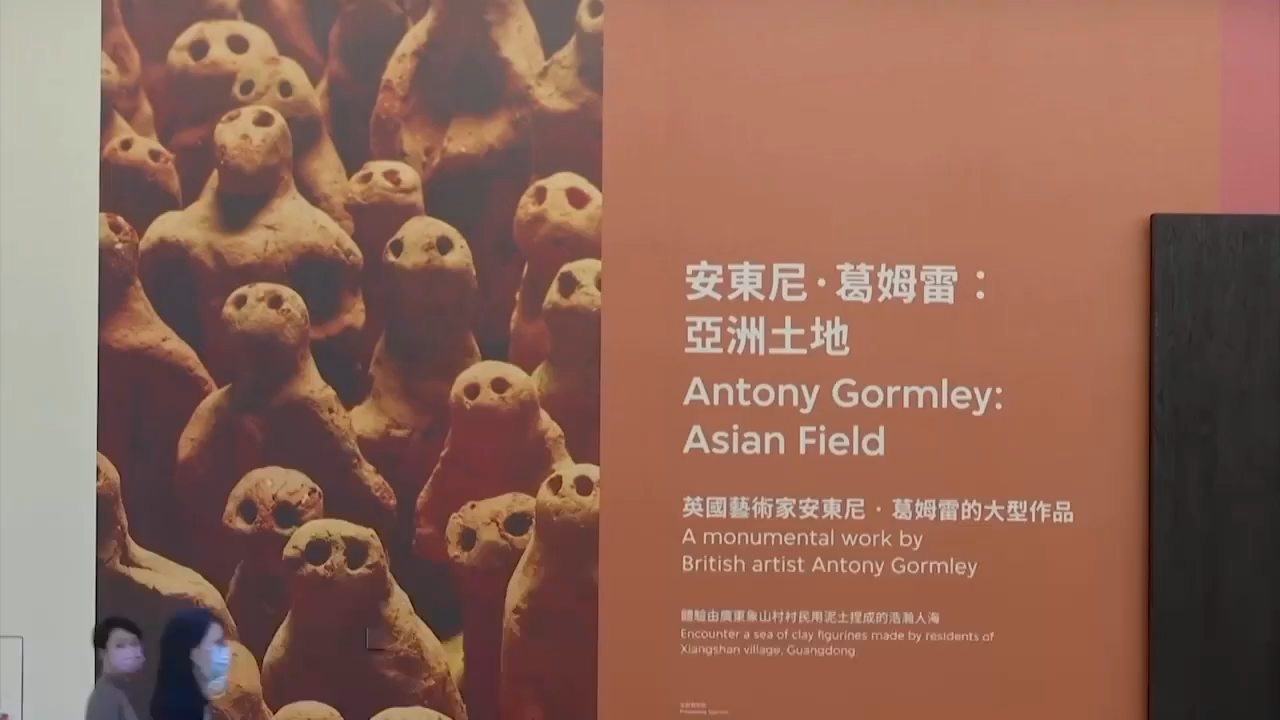 安東尼·葛姆雷：
亞洲土地
Antony Gormley:
Asian Field
英國藝術家安東尼·葛姆雷的大型作品
A monumental work by
British artist Antony Gormley
體驗由廣東象山村村民用泥土捏成的浩瀚人海
Encounter a sea of clay figurines made by residents of
Xiangshan village, Guangdong